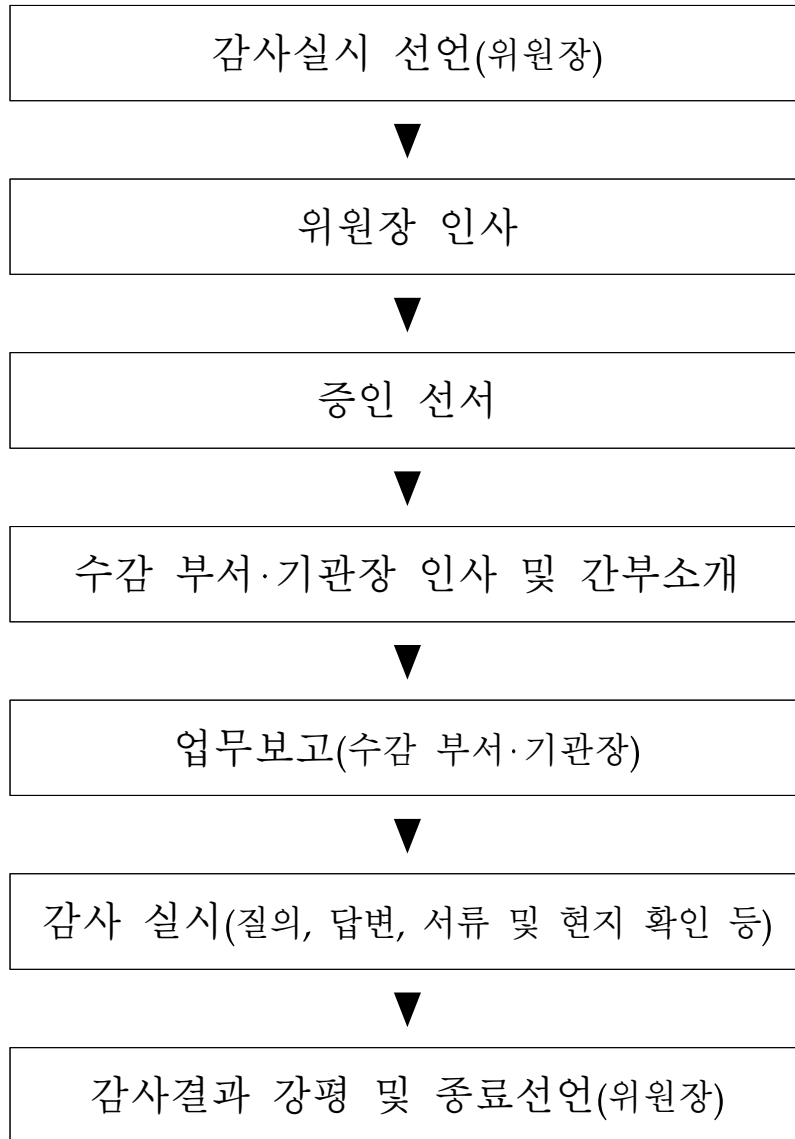 감사실시 선언(위원장)
위원장 인사
증인 선서
수감 부서·기관장 인사 및 간부소개
업무보고(수감 부서·기관장)
감사 실시(질의, 답변, 서류 및 현지 확인 등)
감사결과 강평 및 종료선언(위원장)